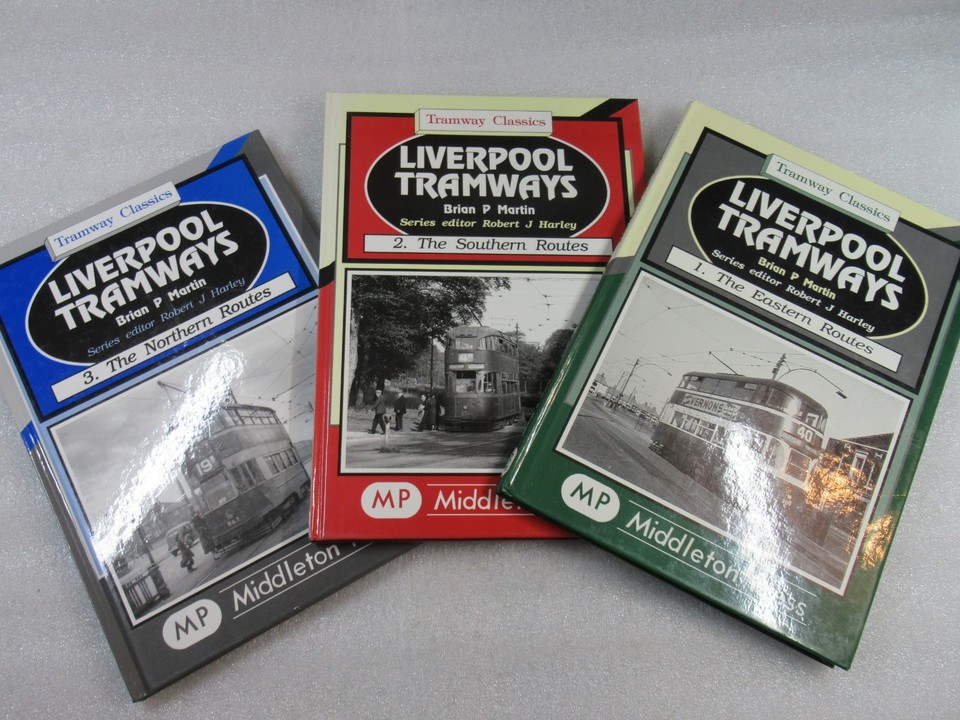 Tramway Classics
LIVERPOOL
TRAMWAYS
Brian P Martin
Series editor Robert J Harley
3. The Northern Routes
19
MP Middleton
Tramway Classics
LIVERPOOL
TRAMWAYS
Brian P Martin
Series editor Robert J Harley
2. The Southern Routes
MP
Tramway Classics
LIVERPOOL
TRAMWAYS
Brian P Martin
Series editor Robert J Harley
1. The Eastern Routes
VERNONS
40
MP Middleton